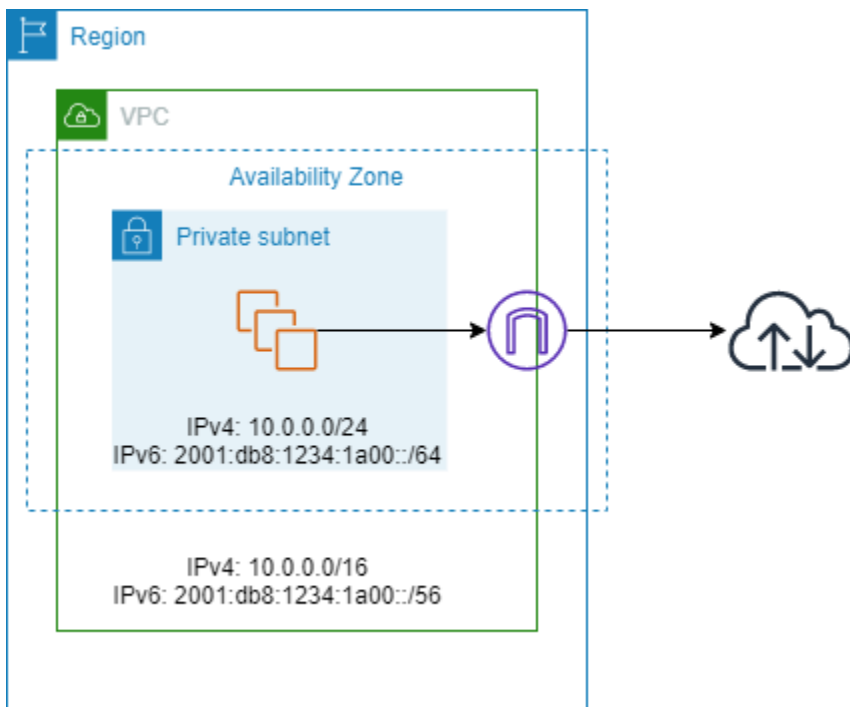 Region
VPC
Availability Zone
Private subnet
IPv4: 10.0.0.0/24
IPv6: 2001:db8:1234:1a00::/64
IPv4: 10.0.0.0/16
IPv6: 2001:db8:1234:1a00::/56